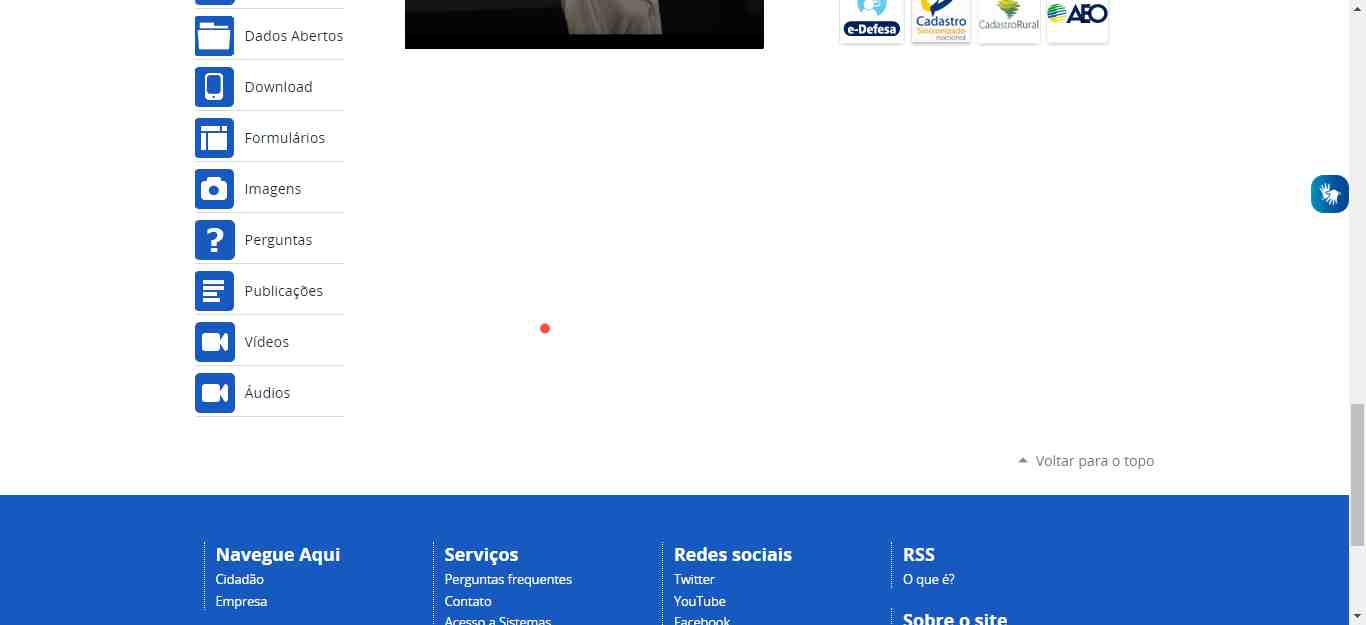 Dados Abertos
Download
Formulários
Imagens
Perguntas
Publicações
Vídeos
Áudios
e-Defesa
Cadastro
Sincronizado
nacional
CadastroRural
AEO
Voltar para o topo
Navegue Aqui
Cidadão
Empresa
Serviços
Perguntas frequentes
Contato
Acesso a Sistemas
Redes sociais
Twitter
YouTube
Facebook
RSS
O que é?
Sobre o site